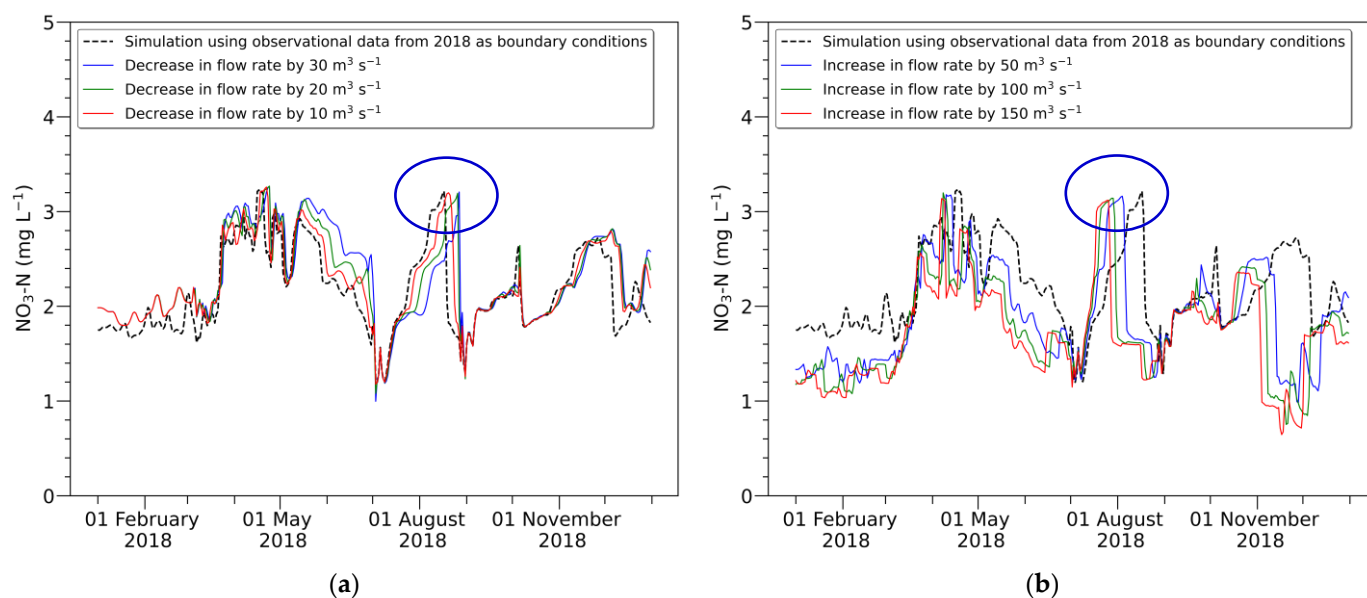 Simulation using observational data from 2018 as boundary conditions
Decrease in flow rate by 30 m³ s⁻¹
Decrease in flow rate by 20 m³ s⁻¹
Decrease in flow rate by 10 m³ s⁻¹
NO₃-N (mg L⁻¹)
5
4
3
2
1
0
01 February
2018
01 May
2018
01 August
2018
01 November
2018
(a)
Simulation using observational data from 2018 as boundary conditions
Increase in flow rate by 50 m³ s⁻¹
Increase in flow rate by 100 m³ s⁻¹
Increase in flow rate by 150 m³ s⁻¹
NO₃-N (mg L⁻¹)
5
4
3
2
1
0
01 February
2018
01 May
2018
01 August
2018
01 November
2018
(b)